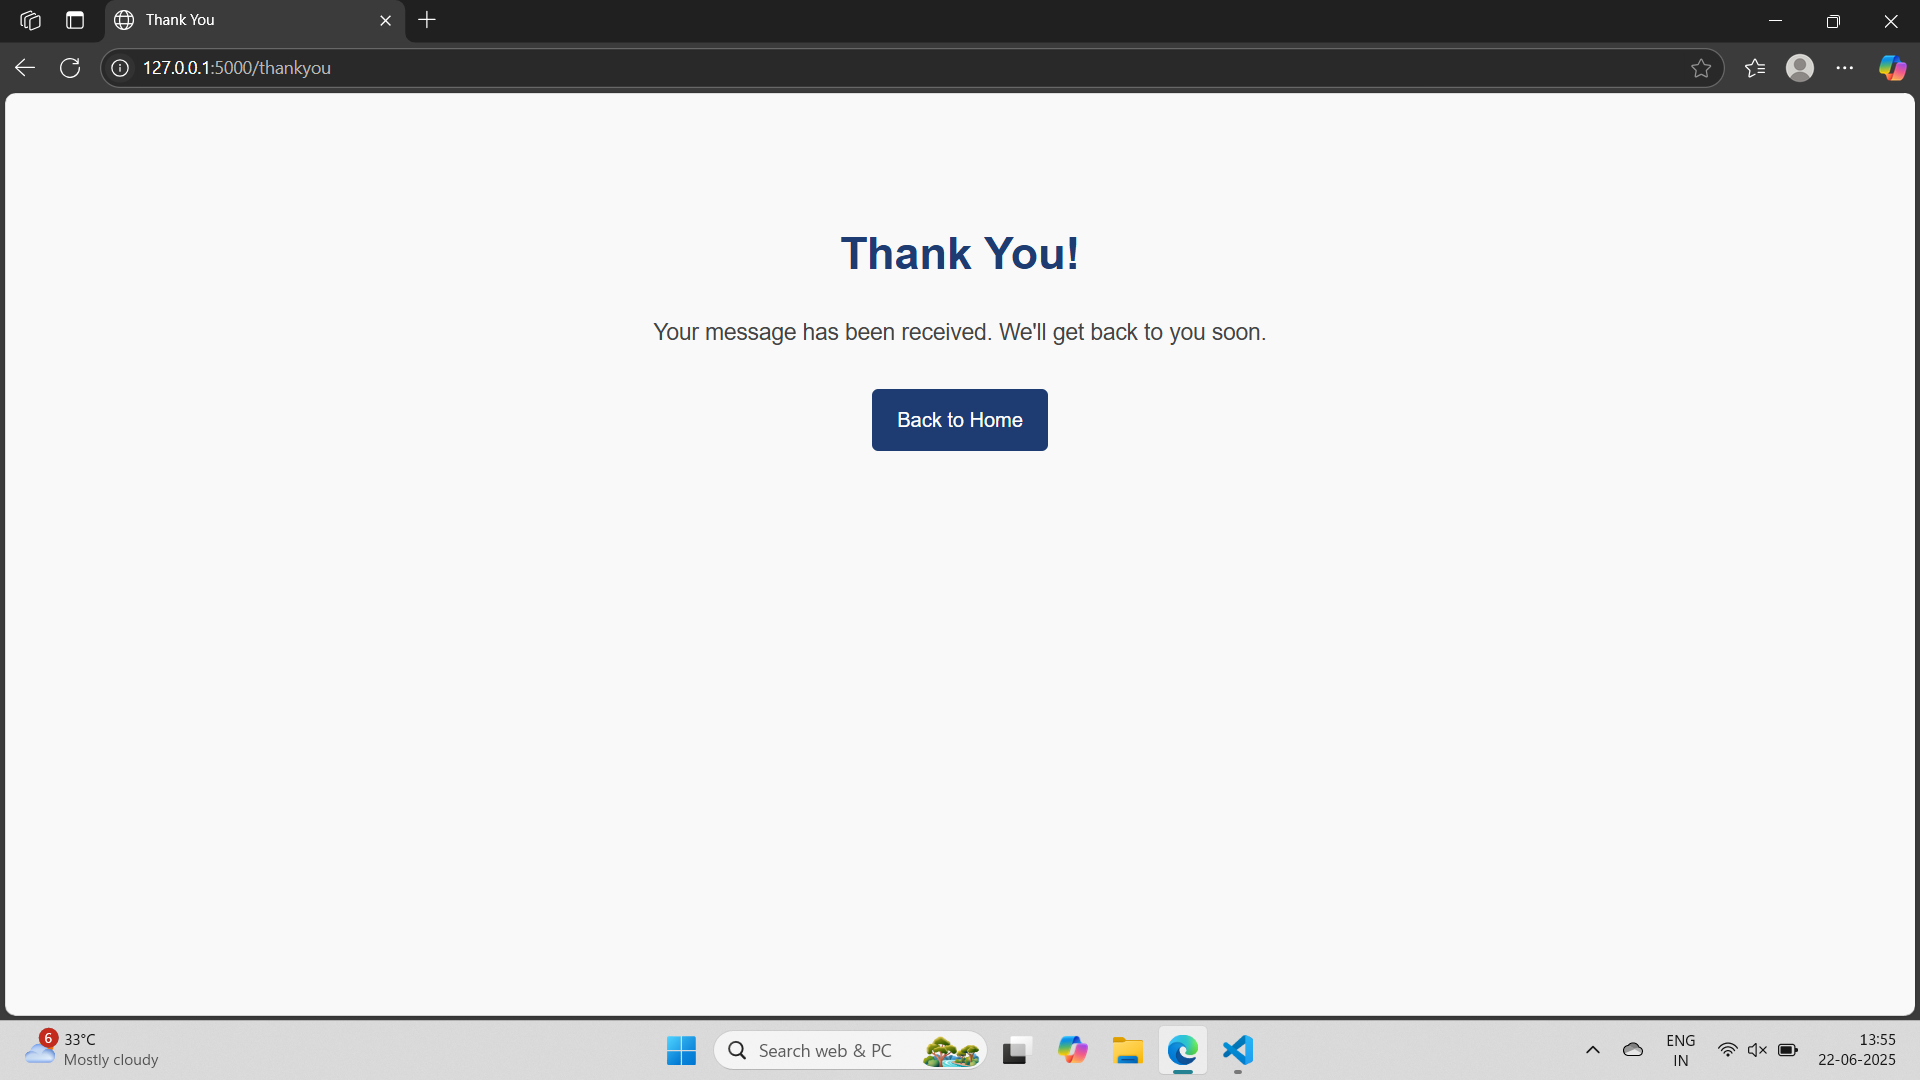 Thank You
127.0.0.1:5000/thankyou
Thank You!
Your message has been received. We'll get back to you soon.
Back to Home
6
33°C
Mostly cloudy
Search web & PC
ENG
IN
13:55
22-06-2025